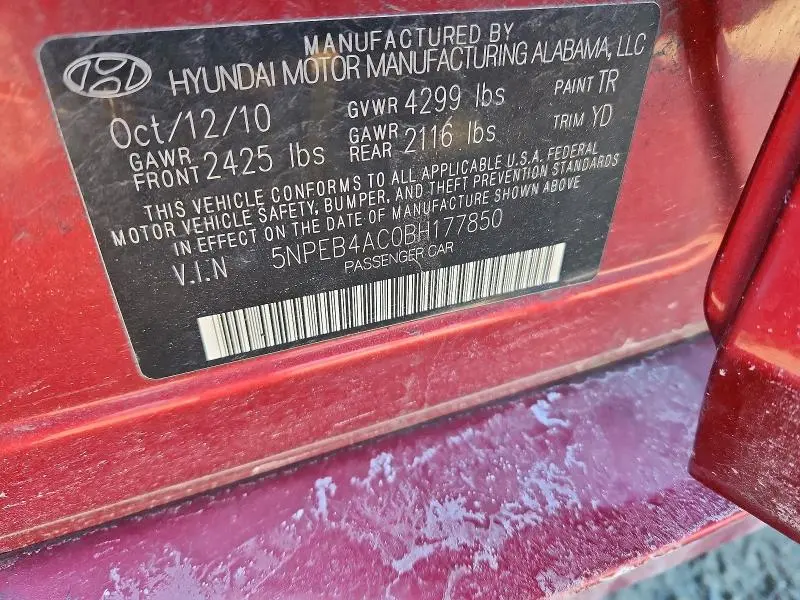 MANUFACTURED BY
HYUNDAI MOTOR MANUFACTURING ALABAMA, LLC
Oct/12/10 GVWR 4299 lbs PAINT TR
GAWR FRONT 2425 lbs GAWR REAR 2116 lbs TRIM YD
THIS VEHICLE CONFORMS TO ALL APPLICABLE U.S.A. FEDERAL
MOTOR VEHICLE SAFETY, BUMPER, AND THEFT PREVENTION STANDARDS
IN EFFECT ON THE DATE OF MANUFACTURE SHOWN ABOVE
V.I.N 5NPEB4AC0BH177850
PASSENGER CAR